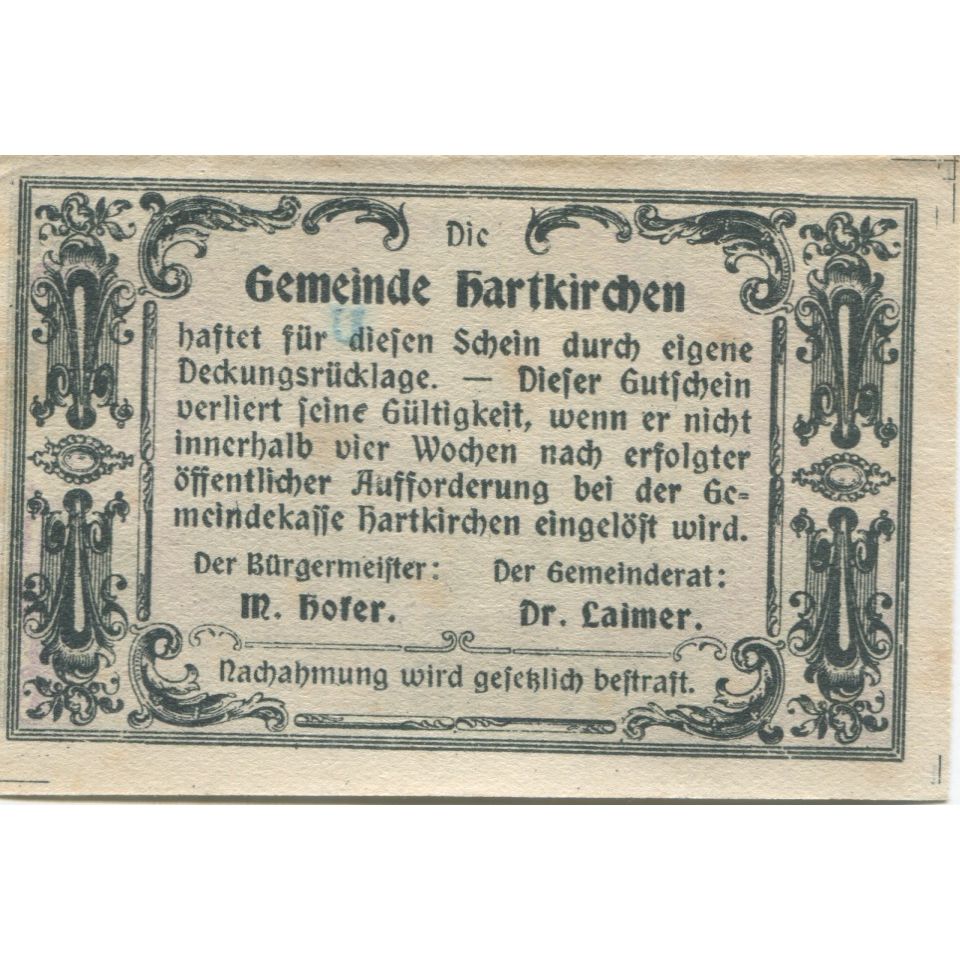 Die
Gemeinde Hartkirchen
haftet für dieſen Schein durch eigene
Deckungsrücklage. — Dieſer Gutſchein
verliert ſeine Gültigkeit, wenn er nicht
innerhalb vier Wochen nach erfolgter
öffentlicher Aufforderung bei der Ge=
meindekaſſe Hartkirchen eingelöſt wird.
Der Bürgermeiſter: Der Gemeinderat:
M. Hofer. Dr. Laimer.
Nachahmung wird geſetzlich beſtraft.